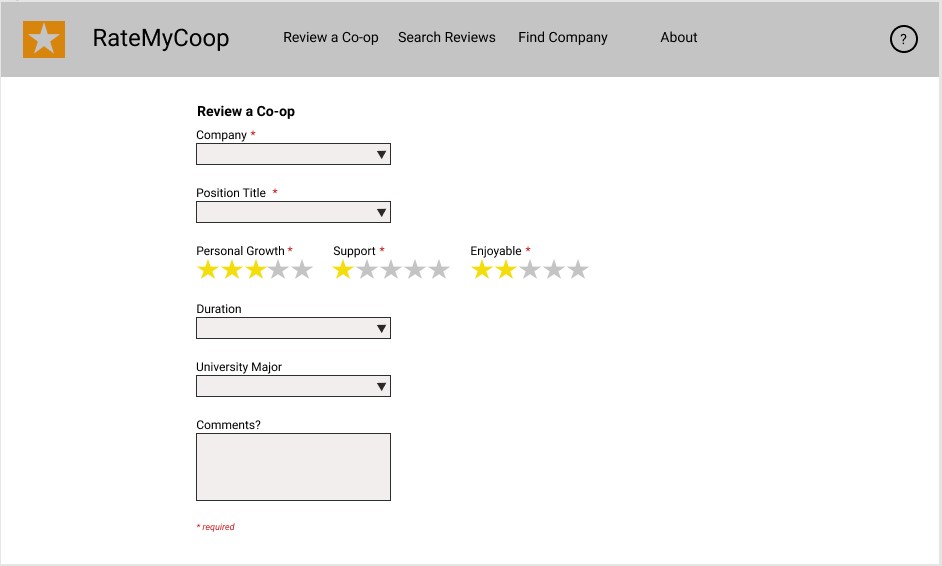 RateMyCoop Review a Co-op Search Reviews Find Company About ?
Review a Co-op
Company *
Position Title *
Personal Growth * Support * Enjoyable *
Duration
University Major
Comments?
* required